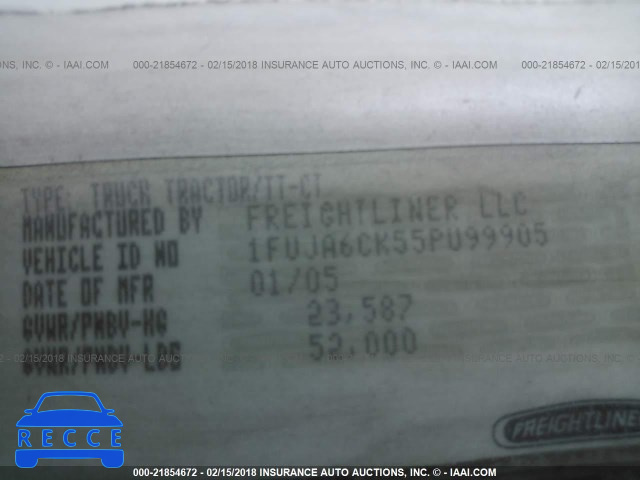 INC. - IAAI.COM 000-21854672 - 02/15/2018 INSURANCE AUTO AUCTIONS, INC. - IAAI.COM 000-21854672 - 02/15/2018
TYPE: TRUCK TRACTOR/TT-CT
MANUFACTURED BY FREIGHTLINER LLC
VEHICLE ID NO 1FUJA6CK55PU99905
DATE OF MFR 01/05
GVWR/PNBV-KG 23,587
GVWR/PNBV-LBS 52,000
FREIGHTLINE
RECCE
000-21854672 - 02/15/2018 INSURANCE AUTO AUCTIONS, INC. - IAAI.COM